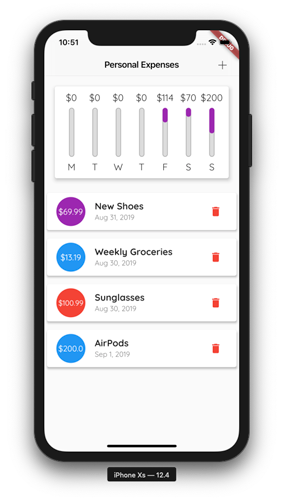 10:51
Personal Expenses
$0 $0 $0 $0 $114 $70 $200
M T W T F S S
$69.99 New Shoes
Aug 31, 2019
$13.19 Weekly Groceries
Aug 30, 2019
$100.99 Sunglasses
Aug 30, 2019
$200.0 AirPods
Sep 1, 2019
iPhone Xs — 12.4